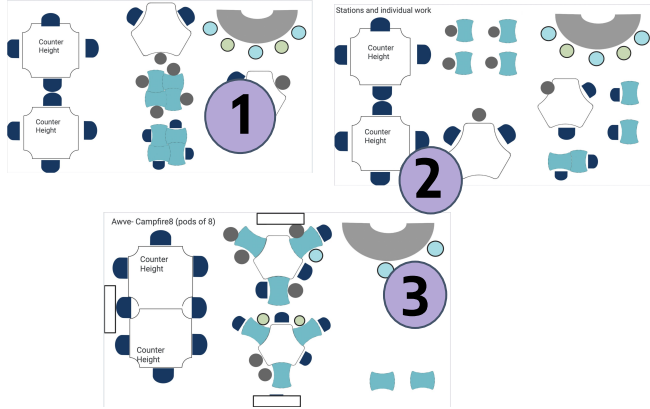 Counter
Height
Counter
Height
1
Stations and individual work
Counter
Height
Counter
Height
2
Awve- Campfire8 (pods of 8)
Counter
Height
Counter
Height
3